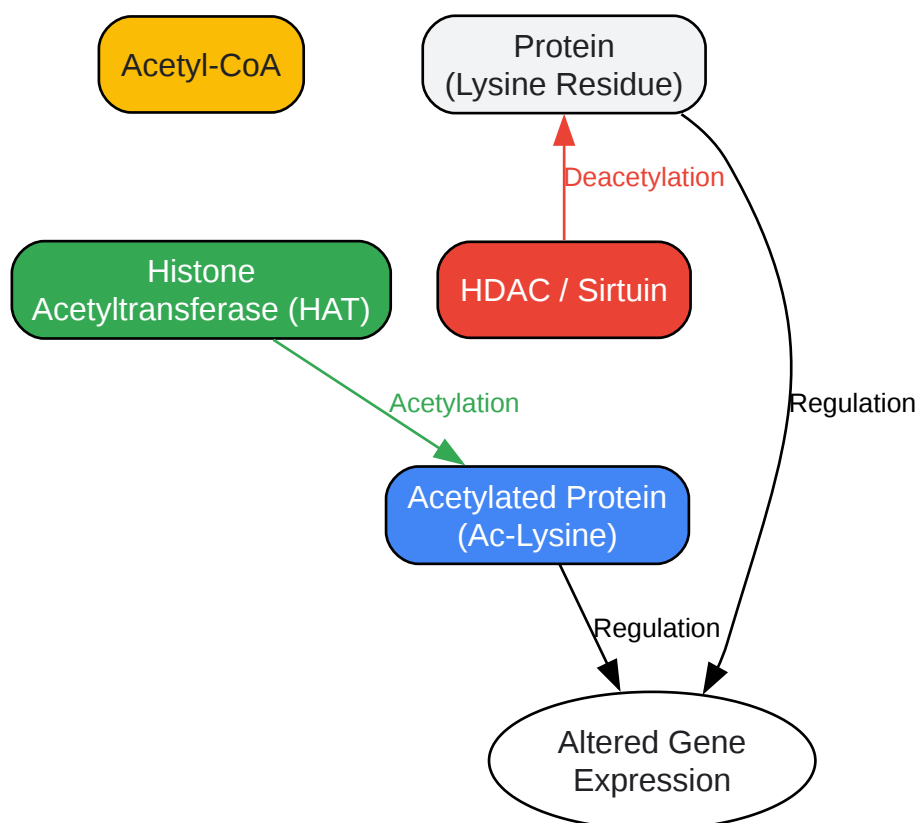 Acetyl-CoA
Protein
(Lysine Residue)
Deacetylation
Histone
Acetyltransferase (HAT)
HDAC / Sirtuin
Acetylation
Regulation
Acetylated Protein
(Ac-Lysine)
Regulation
Altered Gene
Expression